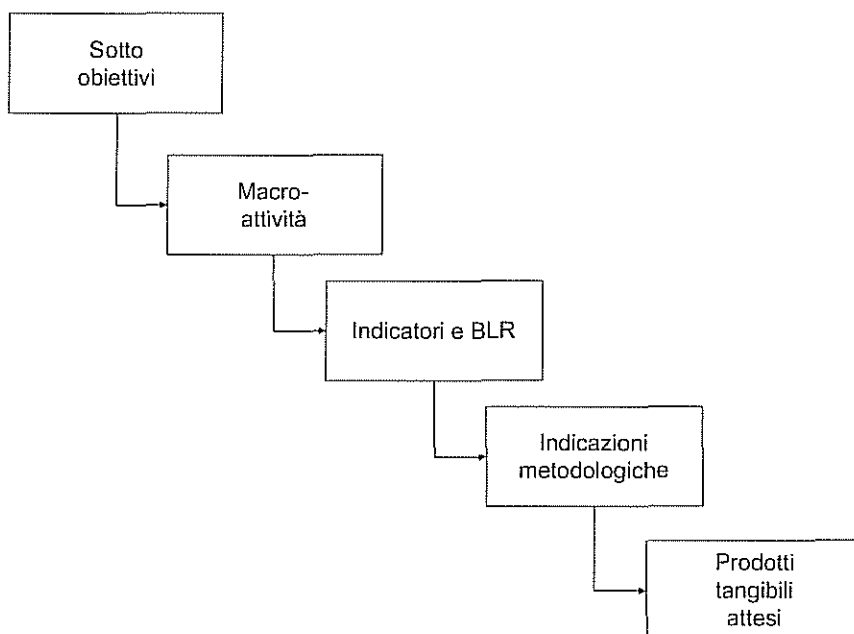 Sotto
obiettivi
Macro-
attività
Indicatori e BLR
Indicazioni
metodologiche
Prodotti
tangibili
attesi